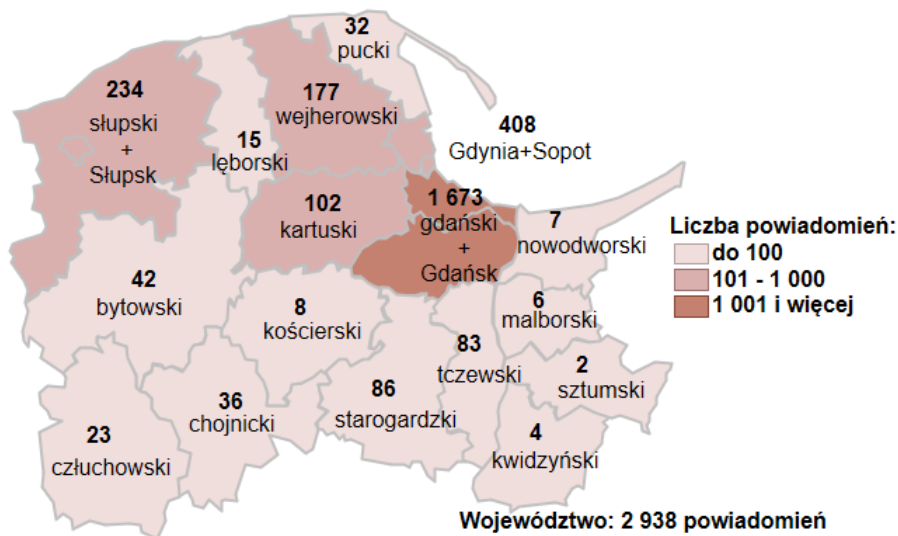 32
pucki
234
słupski
+
Słupsk
177
wejherowski
15
lęborski
408
Gdynia+Sopot
102
kartuski
1 673
gdański
+
Gdańsk
7
nowodworski
Liczba powiadomień:
do 100
101 - 1 000
1 001 i więcej
42
bytowski
8
kościerski
6
malborski
83
tczewski
2
sztumski
86
starogardzki
36
chojnicki
23
człuchowski
4
kwidzyński
Województwo: 2 938 powiadomień